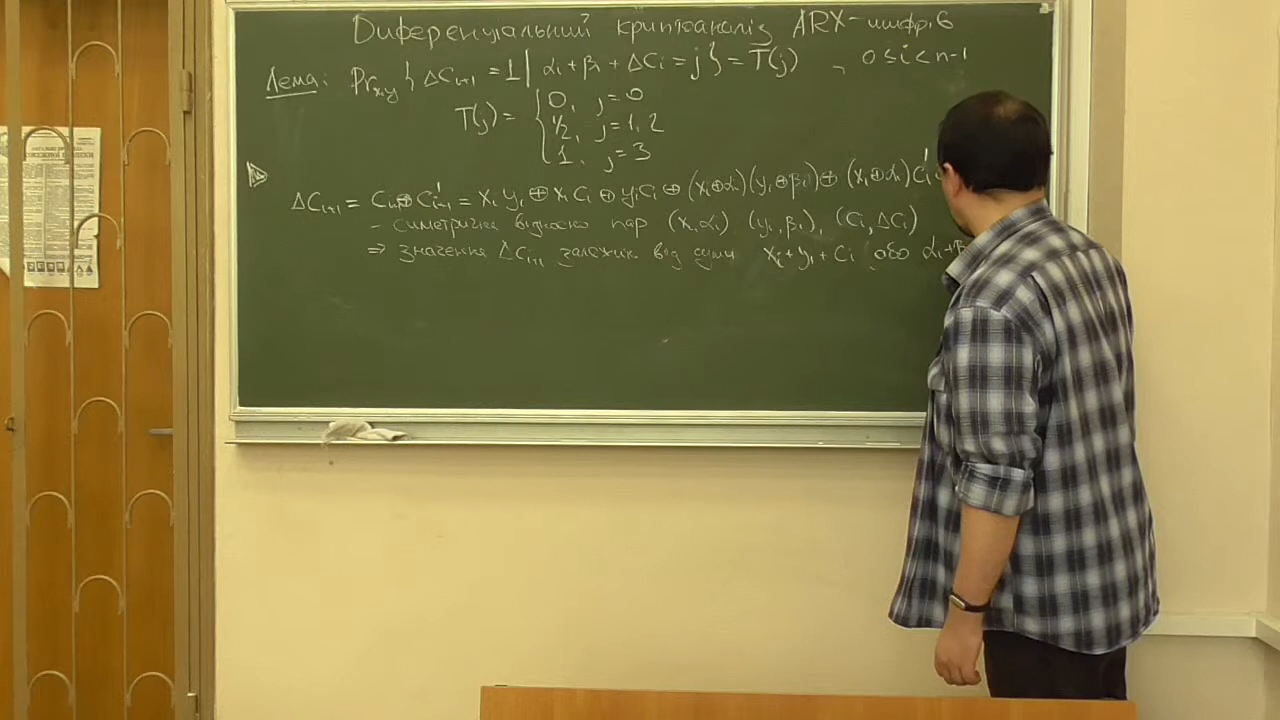 Диференціальний криптоаналіз ARX-шифрів
Лема: Pr_{x,y} { ΔC_{i+1} = 1 | α_i + β_i + ΔC_i = j } = T(j) , 0 ≤ i < n-1
T(j) = { 0, j=0
1/2, j=1,2
1, j=3
ΔC_{i+1} = C_{i+1} ⊕ C'_{i+1} = x_i y_i ⊕ x_i C_i ⊕ y_i C_i ⊕ (x_i ⊕ α_i)(y_i ⊕ β_i) ⊕ (x_i ⊕ α_i) C'_i
- симетрична відносно пар (x_i, α_i) (y_i, β_i), (C_i, ΔC_i)
⇒ значення ΔC_{i+1} залежить від суми x_i + y_i + C_i або α_i + β